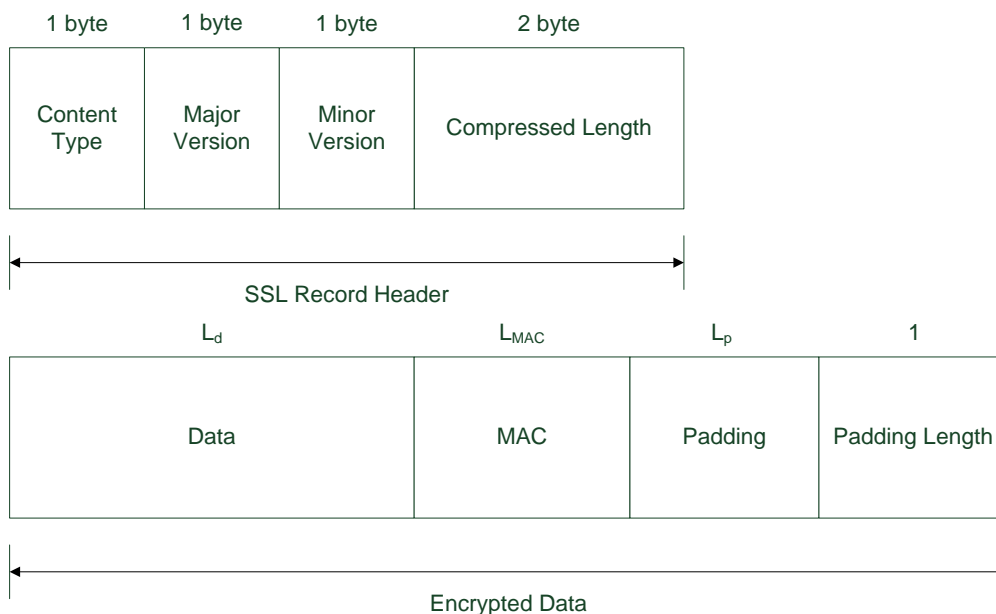 1 byte 1 byte 1 byte 2 byte
Content Type Major Version Minor Version Compressed Length
SSL Record Header
Ld LMAC Lp 1
Data MAC Padding Padding Length
Encrypted Data